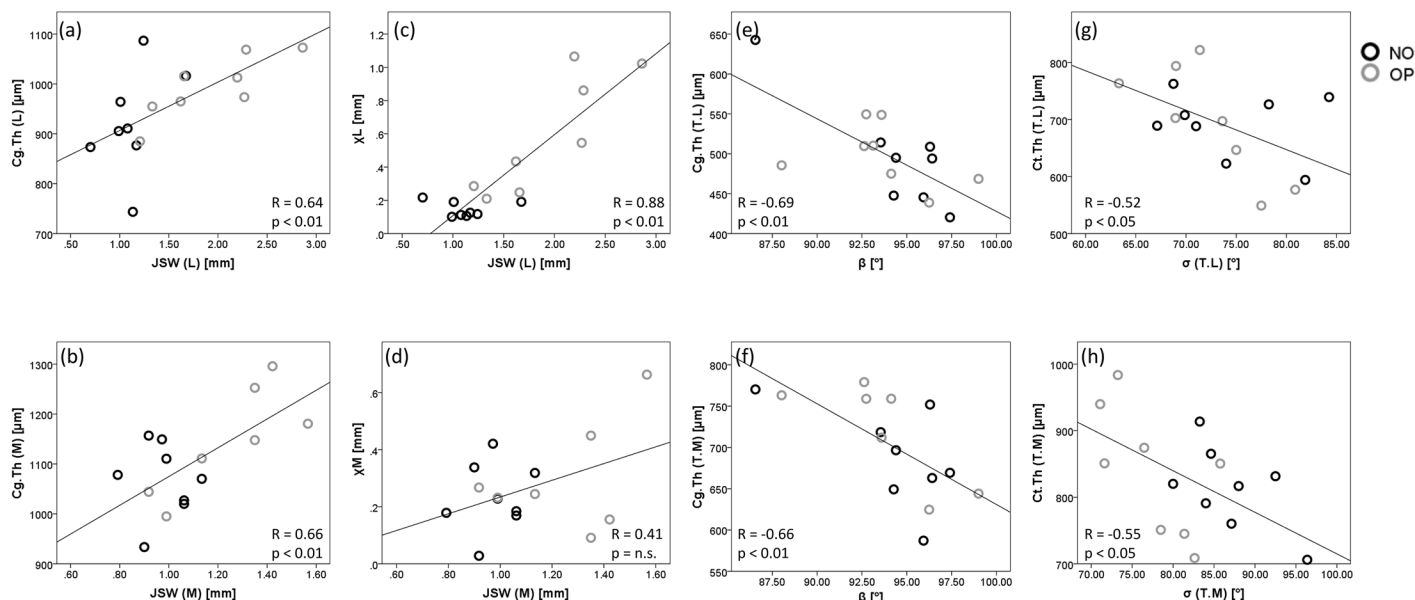 (a)
Cg.Th (L) [µm]
1100
1000
900
800
700
R = 0.64
p < 0.01
.50 1.00 1.50 2.00 2.50 3.00
JSW (L) [mm]
(c)
χL [mm]
1.2
1.0
.8
.6
.4
.2
.0
R = 0.88
p < 0.01
.50 1.00 1.50 2.00 2.50 3.00
JSW (L) [mm]
(e)
Cg.Th (T.L) [µm]
650
600
550
500
450
400
R = -0.69
p < 0.01
87.50 90.00 92.50 95.00 97.50 100.00
β [º]
(g)
Ct.Th (T.L) [µm]
800
700
600
500
R = -0.52
p < 0.05
60.00 65.00 70.00 75.00 80.00 85.00
σ (T.L) [º]
NO
OP
(b)
Cg.Th (M) [µm]
1300
1200
1100
1000
900
R = 0.66
p < 0.01
.60 .80 1.00 1.20 1.40 1.60
JSW (M) [mm]
(d)
χM [mm]
.6
.4
.2
.0
R = 0.41
p = n.s.
.60 .80 1.00 1.20 1.40 1.60
JSW (M) [mm]
(f)
Cg.Th (T.M) [µm]
800
750
700
650
600
550
R = -0.66
p < 0.01
87.50 90.00 92.50 95.00 97.50 100.00
β [º]
(h)
Ct.Th (T.M) [µm]
1000
900
800
700
R = -0.55
p < 0.05
70.00 75.00 80.00 85.00 90.00 95.00 100.00
σ (T.M) [º]